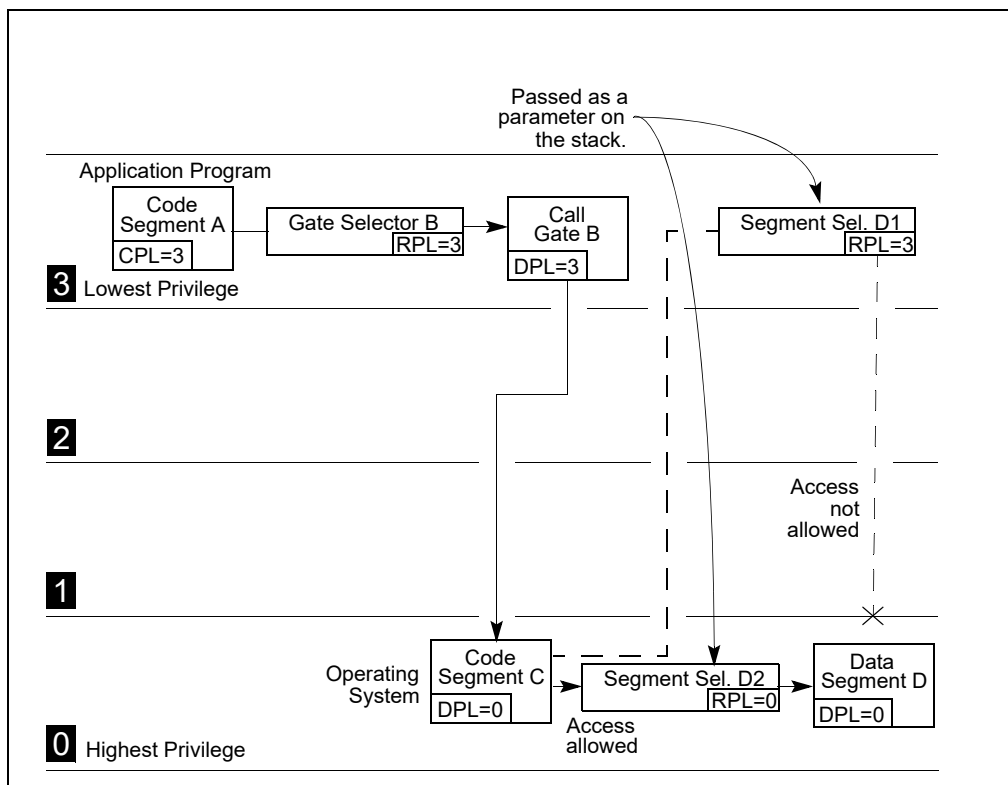 Passed as a
parameter on
the stack.
Application Program
Code
Segment A
CPL=3
Gate Selector B
RPL=3
Call
Gate B
DPL=3
Segment Sel. D1
RPL=3
3
Lowest Privilege
2
Access
not
allowed
1
Operating
System
Code
Segment C
DPL=0
Access
allowed
Segment Sel. D2
RPL=0
Data
Segment D
DPL=0
0
Highest Privilege